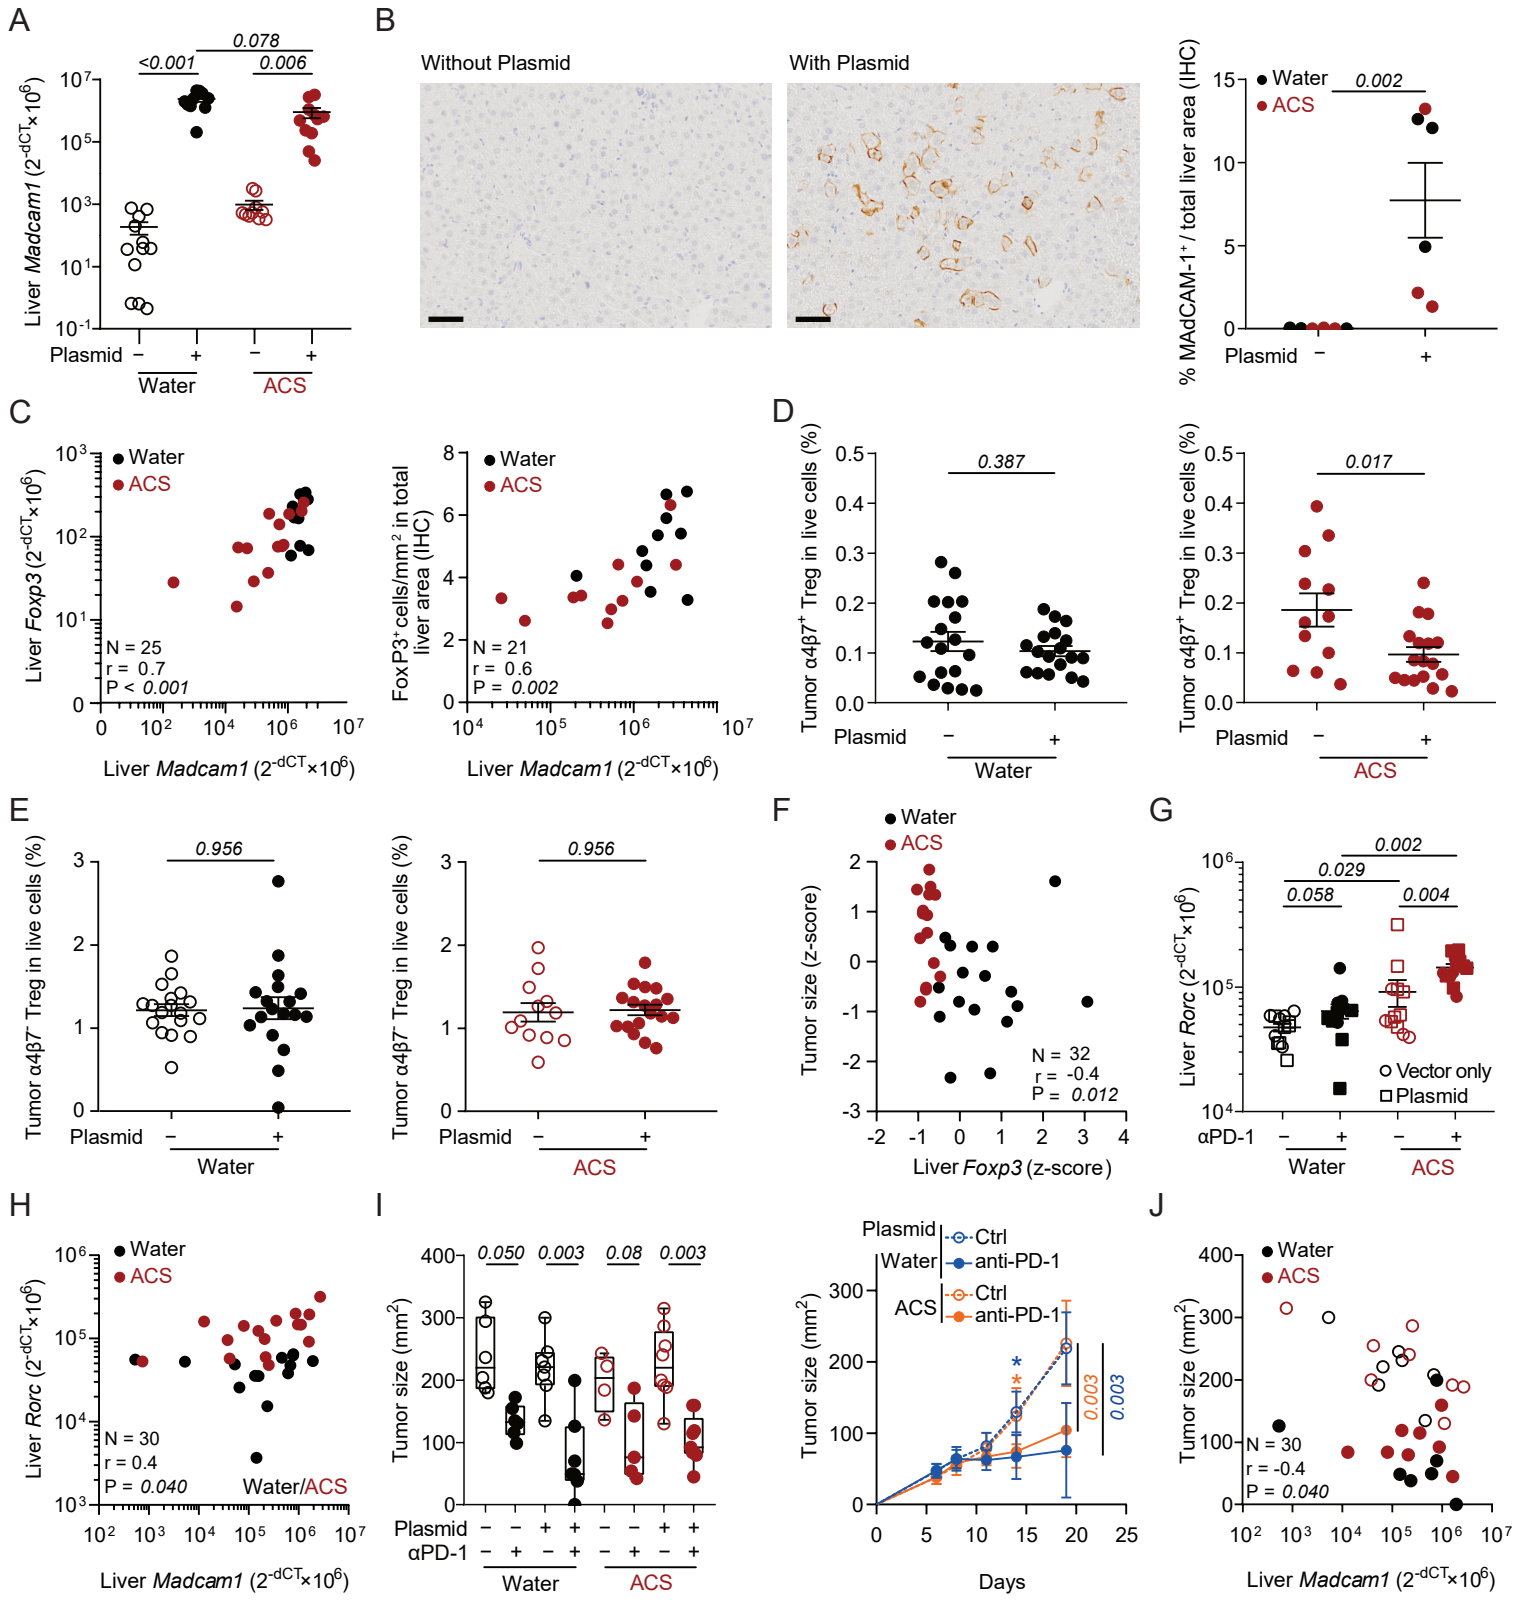 A
<0.001
0.078
0.006
Liver Madcam1 (2-dCT×106)
107
105
103
101
10-1
Plasmid − + − +
Water ACS
B
Without Plasmid
With Plasmid
Water
ACS
0.002
% MAdCAM-1+ / total liver area (IHC)
15
10
5
0
Plasmid − +
C
Water
ACS
Liver Foxp3 (2-dCT×106)
103
102
101
0
N = 25
r = 0.7
P < 0.001
0 102 104 106 107
Liver Madcam1 (2-dCT×106)
Water
ACS
FoxP3+ cells/mm2 in total
liver area (IHC)
8
6
4
2
0
N = 21
r = 0.6
P = 0.002
104 105 106 107
Liver Madcam1 (2-dCT×106)
D
0.387
Tumor α4β7+ Treg in live cells (%)
0.5
0.4
0.3
0.2
0.1
0.0
Plasmid − +
Water
0.017
Tumor α4β7+ Treg in live cells (%)
0.5
0.4
0.3
0.2
0.1
0.0
Plasmid − +
ACS
E
0.956
Tumor α4β7- Treg in live cells (%)
3
2
1
0
Plasmid − +
Water
0.956
Tumor α4β7- Treg in live cells (%)
3
2
1
0
Plasmid − +
ACS
F
Water
ACS
Tumor size (z-score)
2
1
0
-1
-2
-3
N = 32
r = -0.4
P = 0.012
-2 -1 0 1 2 3 4
Liver Foxp3 (z-score)
G
0.002
0.029
0.058
0.004
Liver Rorc (2-dCT×106)
106
105
104
Vector only
Plasmid
αPD-1 − + − +
Water ACS
H
Water
ACS
Liver Rorc (2-dCT×106)
106
105
104
103
N = 30
r = 0.4
P = 0.040
Water/ACS
102 103 104 105 106 107
Liver Madcam1 (2-dCT×106)
I
0.050 0.003 0.08 0.003
Tumor size (mm2)
400
300
200
100
0
Plasmid − − + + − − + +
αPD-1 − + − + − + − +
Water ACS
Plasmid
Water
Ctrl
anti-PD-1
ACS
Ctrl
anti-PD-1
Tumor size (mm2)
300
200
100
0
*
*
0.003
0.003
0 5 10 15 20 25
Days
J
Water
ACS
Tumor size (mm2)
400
300
200
100
0
N = 30
r = -0.4
P = 0.040
102 103 104 105 106 107
Liver Madcam1 (2-dCT×106)